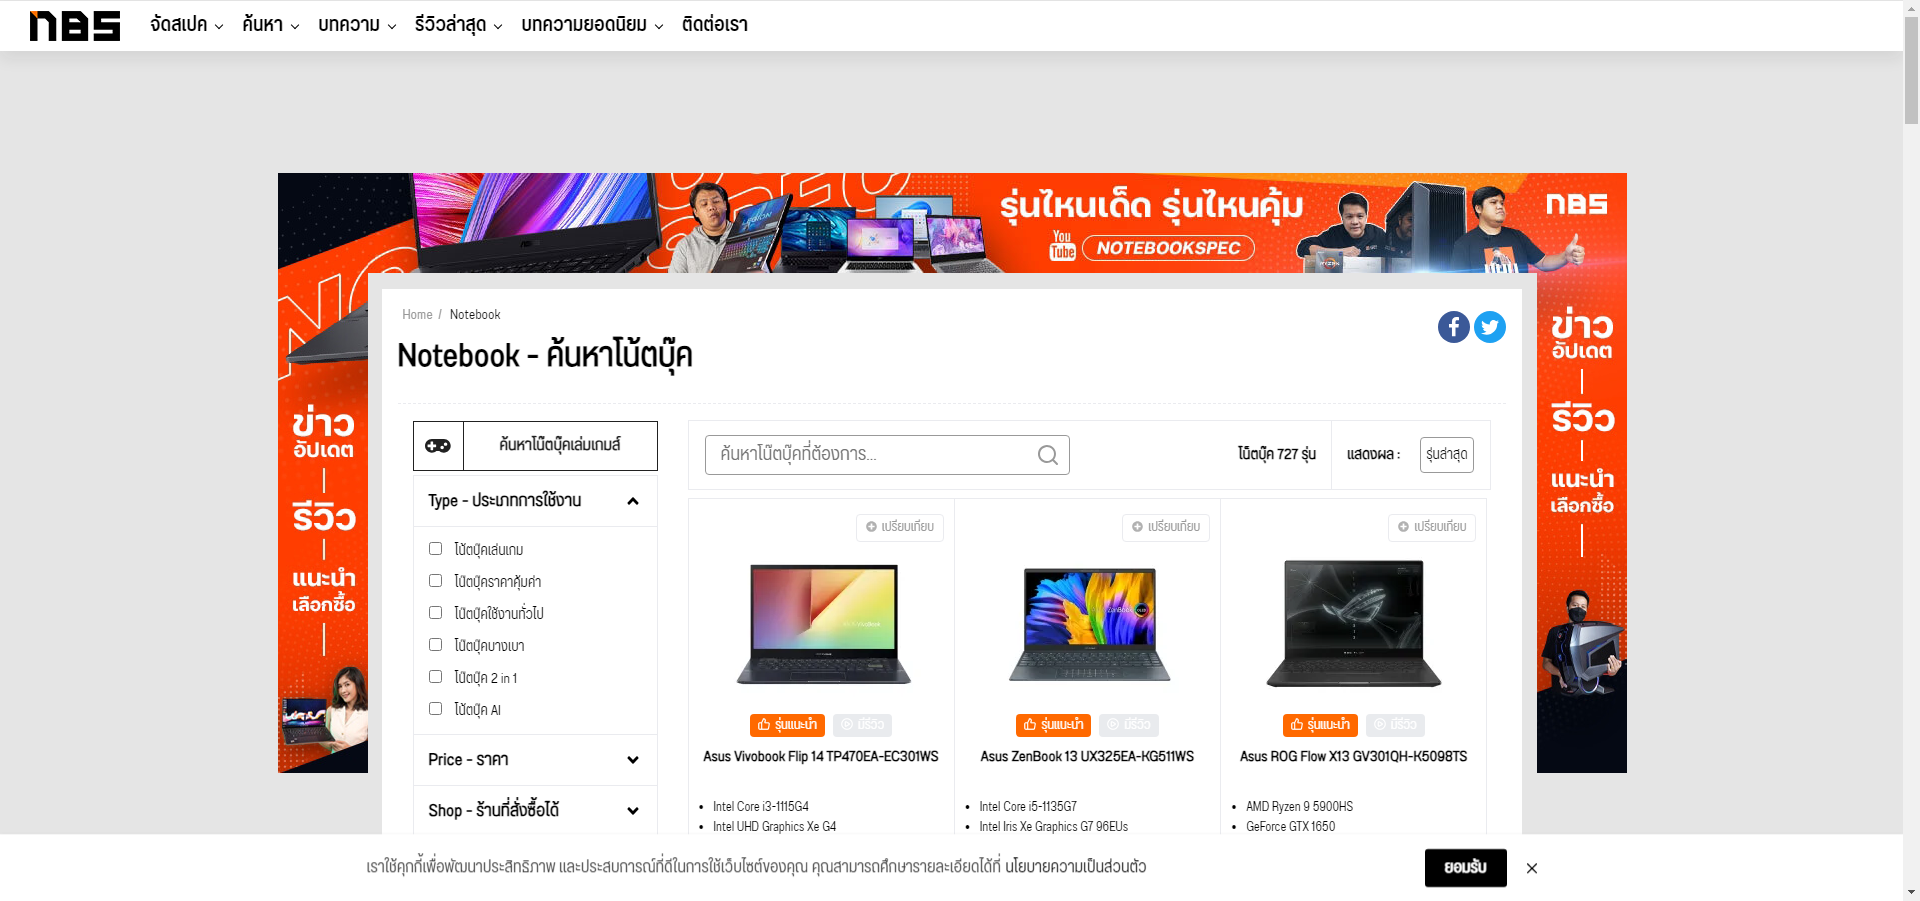 NBS
จัดสเปค ค้นหา บทความ รีวิวล่าสุด บทความยอดนิยม ติดต่อเรา
รุ่นไหนเด็ด รุ่นไหนคุ้ม
You Tube NOTEBOOKSPEC
NBS
Home / Notebook
Notebook - ค้นหาโน้ตบุ๊ค
ข่าว
อัปเดต
รีวิว
แนะนำ
เลือกซื้อ
ข่าว
อัปเดต
รีวิว
แนะนำ
เลือกซื้อ
ค้นหาโน๊ตบุ๊คเล่มเกมส์
Type - ประเภทการใช้งาน
โน้ตบุ๊คเล่นเกม
โน้ตบุ๊คราคาคุ้มค่า
โน้ตบุ๊คใช้งานทั่วไป
โน้ตบุ๊คบางเบา
โน้ตบุ๊ค 2 in 1
โน้ตบุ๊ค AI
Price - ราคา
Shop - ร้านที่สั่งซื้อได้
ค้นหาโน๊ตบุ๊คที่ต้องการ...
โน็ตบุ๊ค 727 รุ่น
แสดงผล :
รุ่นล่าสุด
เปรียบเทียบ
รุ่นแนะนำ มีรีวิว
Asus Vivobook Flip 14 TP470EA-EC301WS
Intel Core i3-1115G4
Intel UHD Graphics Xe G4
เปรียบเทียบ
รุ่นแนะนำ มีรีวิว
Asus ZenBook 13 UX325EA-KG511WS
Intel Core i5-1135G7
Intel Iris Xe Graphics G7 96EUs
เปรียบเทียบ
รุ่นแนะนำ มีรีวิว
Asus ROG Flow X13 GV301QH-K5098TS
AMD Ryzen 9 5900HS
GeForce GTX 1650
เราใช้คุกกี้เพื่อพัฒนาประสิทธิภาพ และประสบการณ์ที่ดีในการใช้เว็บไซต์ของคุณ คุณสามารถศึกษารายละเอียดได้ที่ นโยบายความเป็นส่วนตัว
ยอมรับ